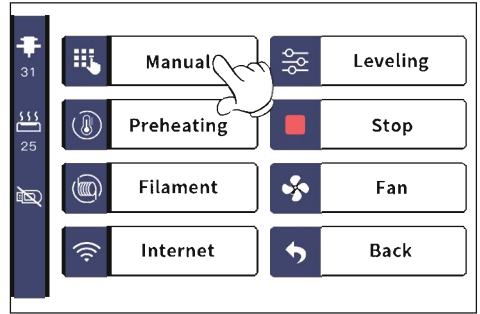 31
25
Manual
Leveling
Preheating
Stop
Filament
Fan
Internet
Back